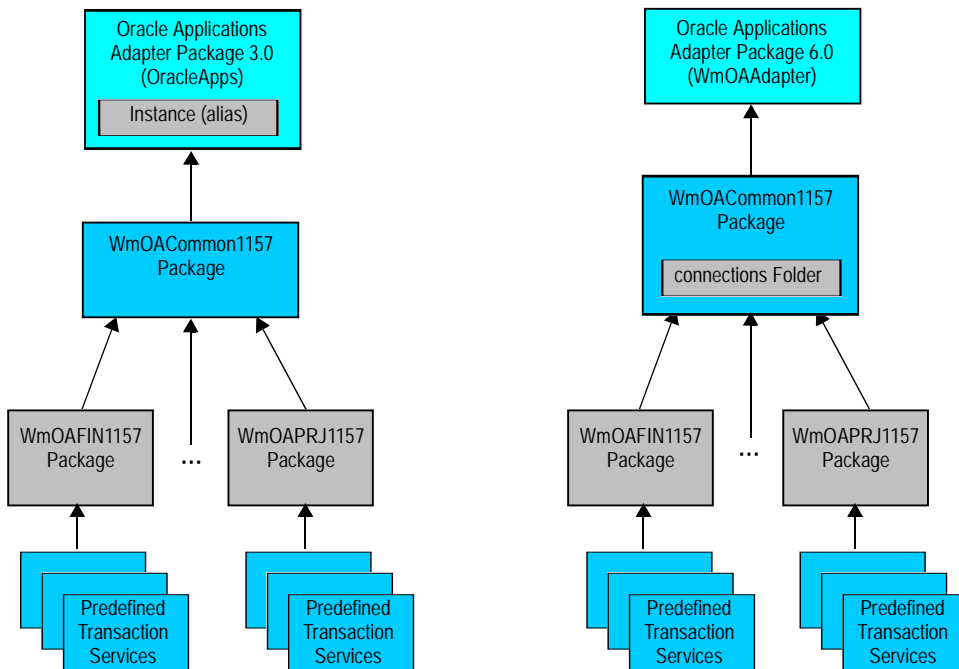 Oracle Applications
Adapter Package 3.0
(OracleApps)
Instance (alias)
WmOACommon1157
Package
WmOAFIN1157
Package
...
WmOAPRJ1157
Package
Predefined
Transaction
Services
Predefined
Transaction
Services
Oracle Applications
Adapter Package 6.0
(WmOAAdapter)
WmOACommon1157
Package
connections Folder
WmOAFIN1157
Package
...
WmOAPRJ1157
Package
Predefined
Transaction
Services
Predefined
Transaction
Services